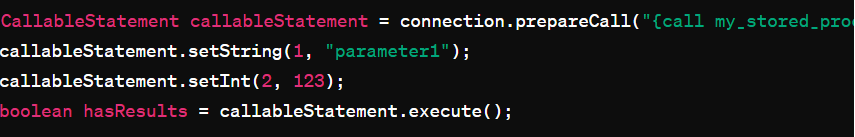 CallableStatement callableStatement = connection.prepareCall("{call my_stored_proc
callableStatement.setString(1, "parameter1");
callableStatement.setInt(2, 123);
boolean hasResults = callableStatement.execute();